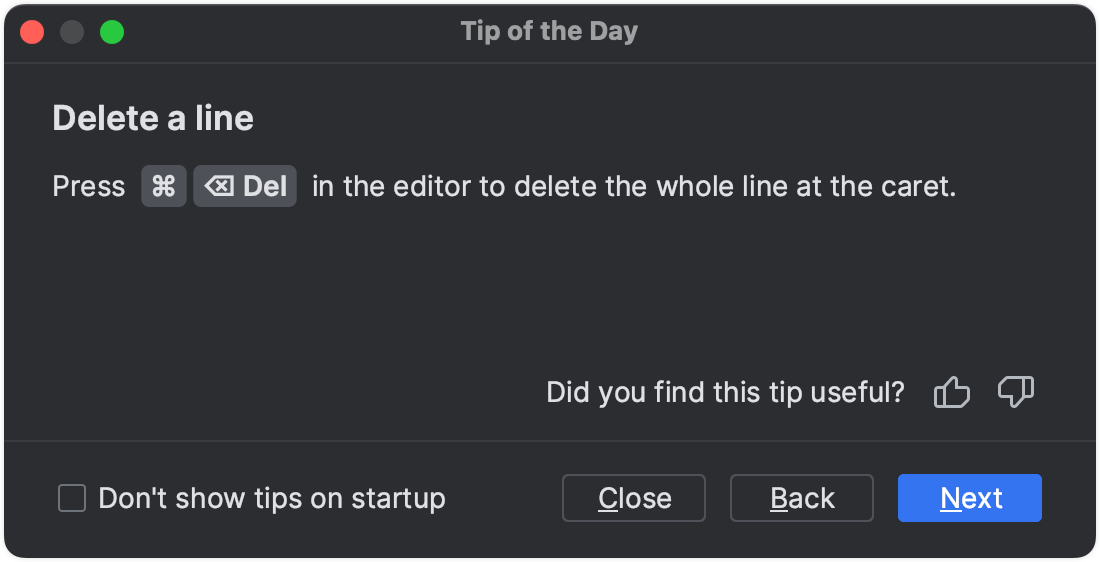 Tip of the Day
Delete a line
Press ⌘ ⌫ Del in the editor to delete the whole line at the caret.
Did you find this tip useful?
Don't show tips on startup
Close
Back
Next